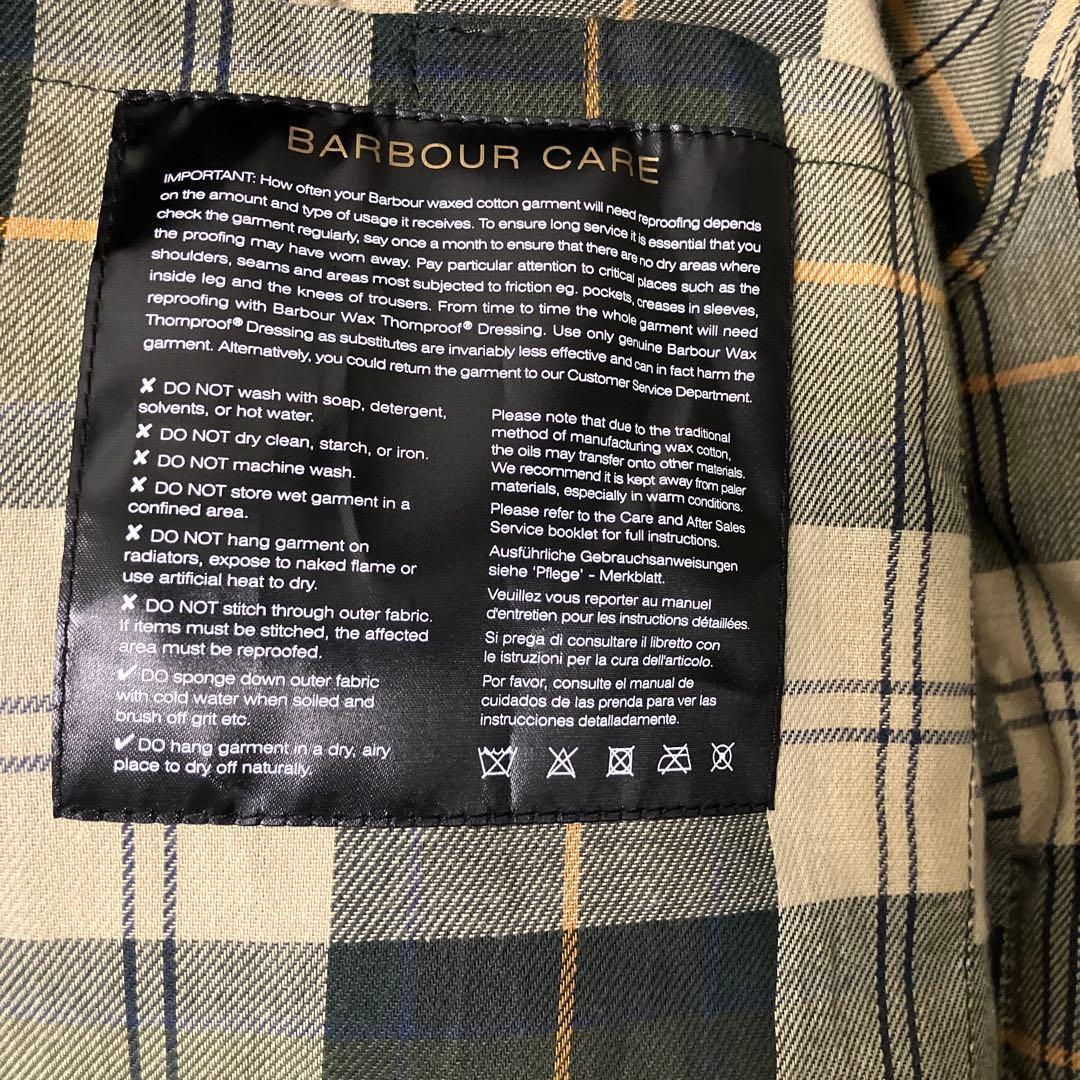 BARBOUR CARE
IMPORTANT: How often your Barbour waxed cotton garment will need reproofing depends
on the amount and type of usage it receives. To ensure long service it is essential that you
check the garment regularly, say once a month to ensure that there are no dry areas where
the proofing may have worn away. Pay particular attention to critical places such as the
shoulders, seams and areas most subjected to friction eg. pockets, creases in sleeves,
inside leg and the knees of trousers. From time to time the whole garment will need
reproofing with Barbour Wax Thornproof® Dressing. Use only genuine Barbour Wax
Thornproof® Dressing as substitutes are invariably less effective and can in fact harm the
garment. Alternatively, you could return the garment to our Customer Service Department.
✘ DO NOT wash with soap, detergent,
solvents, or hot water.
✘ DO NOT dry clean, starch, or iron.
✘ DO NOT machine wash.
✘ DO NOT store wet garment in a
confined area.
✘ DO NOT hang garment on
radiators, expose to naked flame or
use artificial heat to dry.
✘ DO NOT stitch through outer fabric.
If items must be stitched, the affected
area must be reproofed.
✔ DO sponge down outer fabric
with cold water when soiled and
brush off grit etc.
✔ DO hang garment in a dry, airy
place to dry off naturally.
Please note that due to the traditional
method of manufacturing wax cotton,
the oils may transfer onto other materials.
We recommend it is kept away from paler
materials, especially in warm conditions.
Please refer to the Care and After Sales
Service booklet for full instructions.
Ausführliche Gebrauchsanweisungen
siehe 'Pflege' - Merkblatt.
Veuillez vous reporter au manuel
d'entretien pour les instructions détaillées.
Si prega di consultare il libretto con
le istruzioni per la cura dell'articolo.
Por favor, consulte el manual de
cuidados de las prenda para ver las
instrucciones detalladamente.